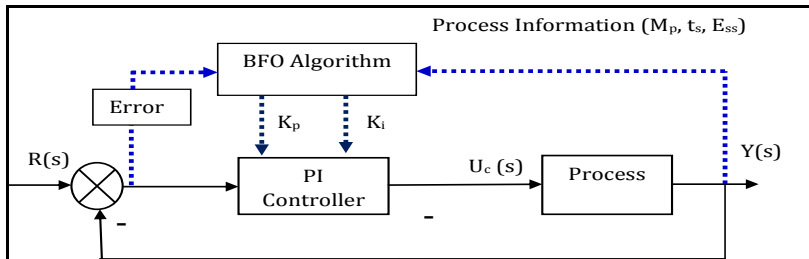 Process Information (Mp, ts, Ess)
BFO Algorithm
Error
Kp
Ki
R(s)
Y(s)
PI
Controller
Uc (s)
Process
-
-